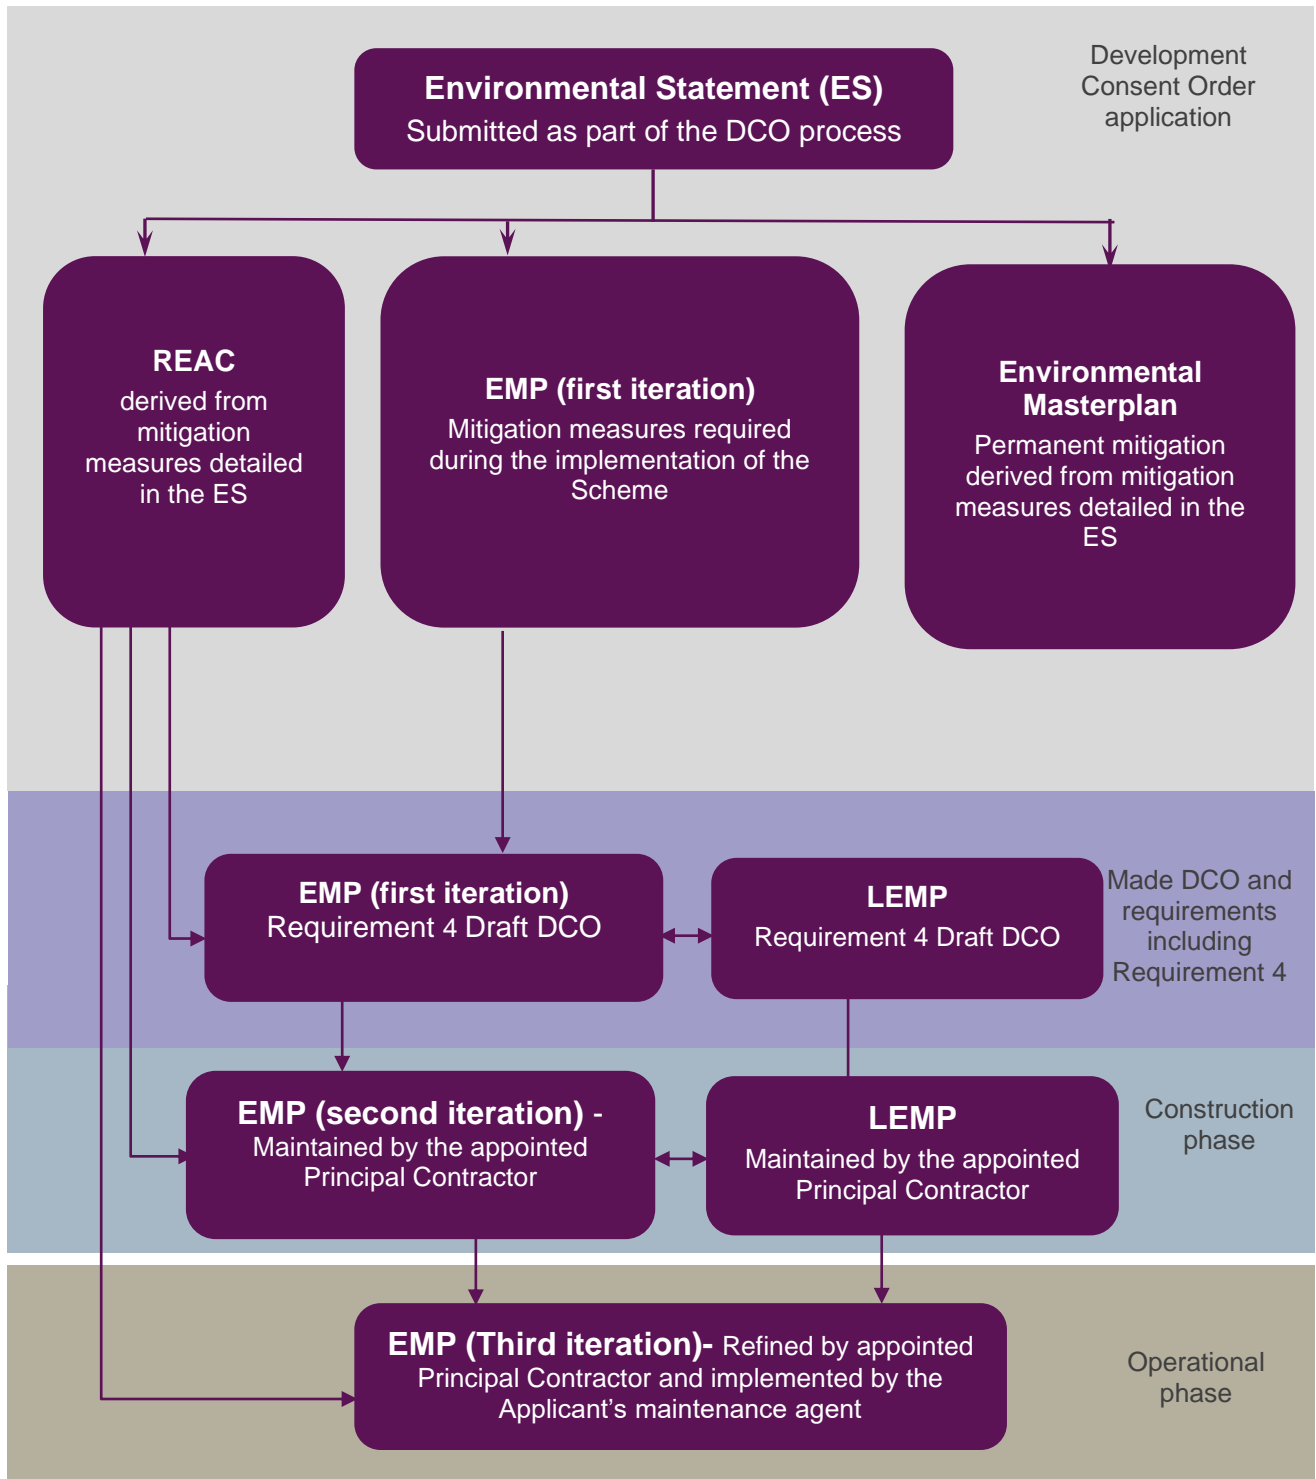 Environmental Statement (ES)
Submitted as part of the DCO process
Development
Consent Order
application
REAC
derived from
mitigation
measures detailed
in the ES
EMP (first iteration)
Mitigation measures required
during the implementation of the
Scheme
Environmental
Masterplan
Permanent mitigation
derived from mitigation
measures detailed in the
ES
EMP (first iteration)
Requirement 4 Draft DCO
LEMP
Requirement 4 Draft DCO
Made DCO and
requirements
including
Requirement 4
EMP (second iteration) -
Maintained by the appointed
Principal Contractor
LEMP
Maintained by the appointed
Principal Contractor
Construction
phase
EMP (Third iteration)- Refined by appointed
Principal Contractor and implemented by the
Applicant’s maintenance agent
Operational
phase